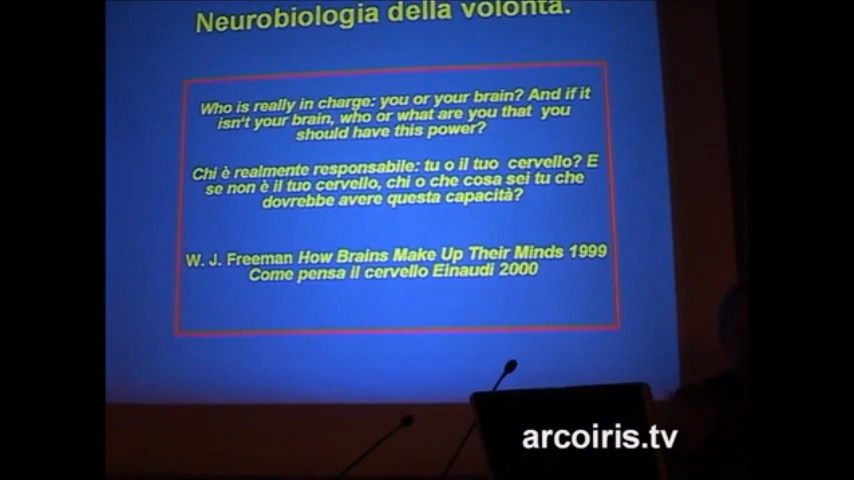 Neurobiologia della volontà.
Who is really in charge: you or your brain? And if it
isn't your brain, who or what are you that you
should have this power?
Chi è realmente responsabile: tu o il tuo cervello? E
se non è il tuo cervello, chi o che cosa sei tu che
dovrebbe avere questa capacità?
W. J. Freeman How Brains Make Up Their Minds 1999
Come pensa il cervello Einaudi 2000
arcoiris.tv